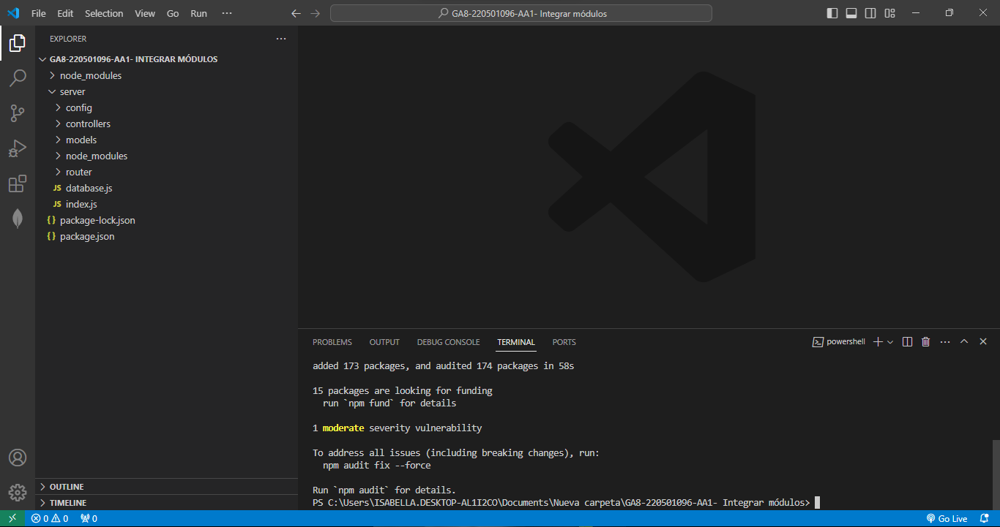 File Edit Selection View Go Run ···
GA8-220501096-AA1- Integrar módulos
EXPLORER
GA8-220501096-AA1- INTEGRAR MÓDULOS
node_modules
server
config
controllers
models
node_modules
router
JS database.js
JS index.js
{} package-lock.json
{} package.json
OUTLINE
TIMELINE
PROBLEMS OUTPUT DEBUG CONSOLE TERMINAL PORTS
powershell
added 173 packages, and audited 174 packages in 58s
15 packages are looking for funding
run `npm fund` for details
1 moderate severity vulnerability
To address all issues (including breaking changes), run:
npm audit fix --force
Run `npm audit` for details.
PS C:\Users\ISABELLA.DESKTOP-AL1I2CO\Documents\Nueva carpeta\GA8-220501096-AA1- Integrar módulos>
0 0 0 Go Live